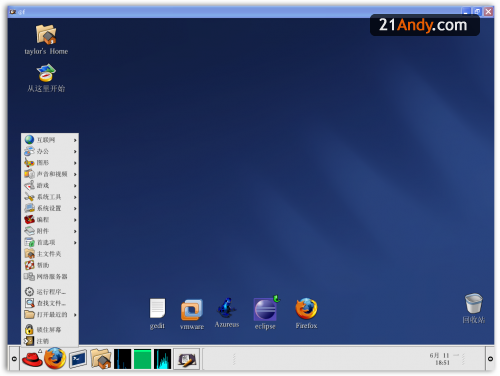 cf
21Andy.com
taylor's Home
从这里开始
互联网
办公
图形
声音和视频
游戏
系统工具
系统设置
编程
附件
首选项
主文件夹
帮助
网络服务器
运行程序...
查找文件...
打开最近的
锁住屏幕
注销
gedit
vmware
Azureus
eclipse
Firefox
回收站
6月 11 一
18:51